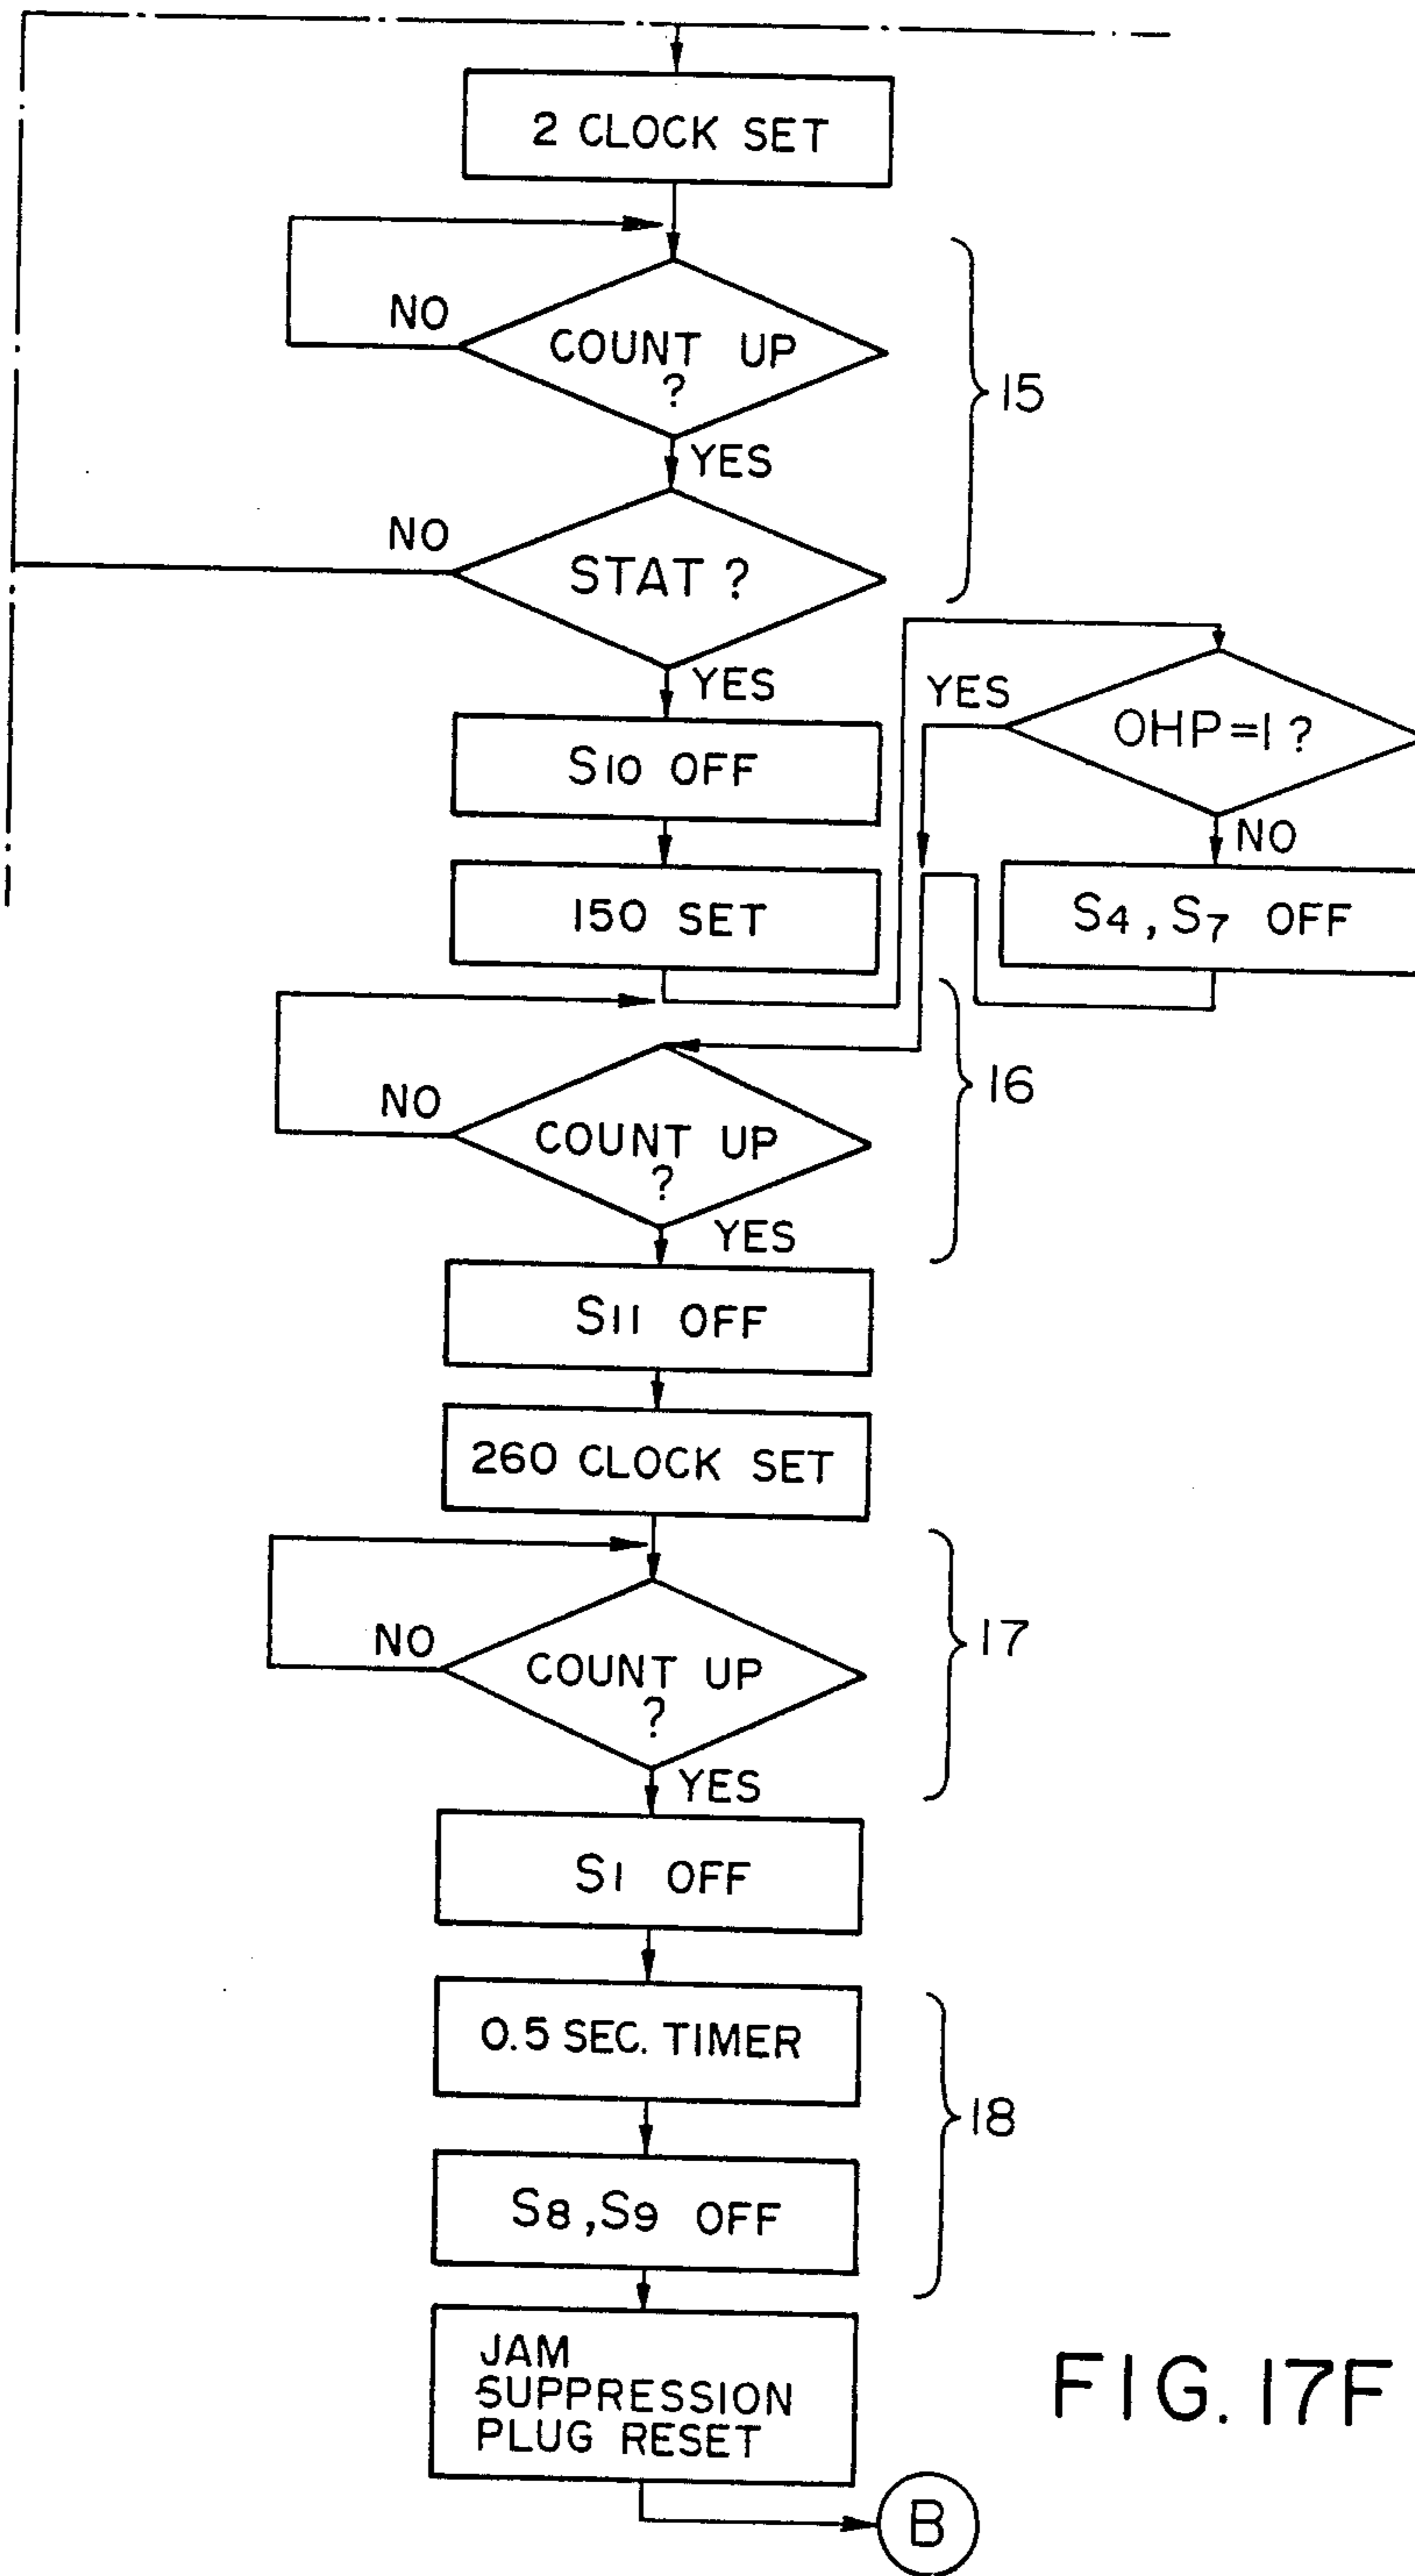 2 CLOCK SET
NO
COUNT UP
?
15
YES
NO
STAT ?
YES
YES
OHP=1 ?
S10 OFF
NO
150 SET
S4, S7 OFF
16
NO
COUNT UP
?
YES
S11 OFF
260 CLOCK SET
17
NO
COUNT UP
?
YES
S1 OFF
0.5 SEC. TIMER
18
S8, S9 OFF
JAM
SUPPRESSION
PLUG RESET
FIG. 17F
B